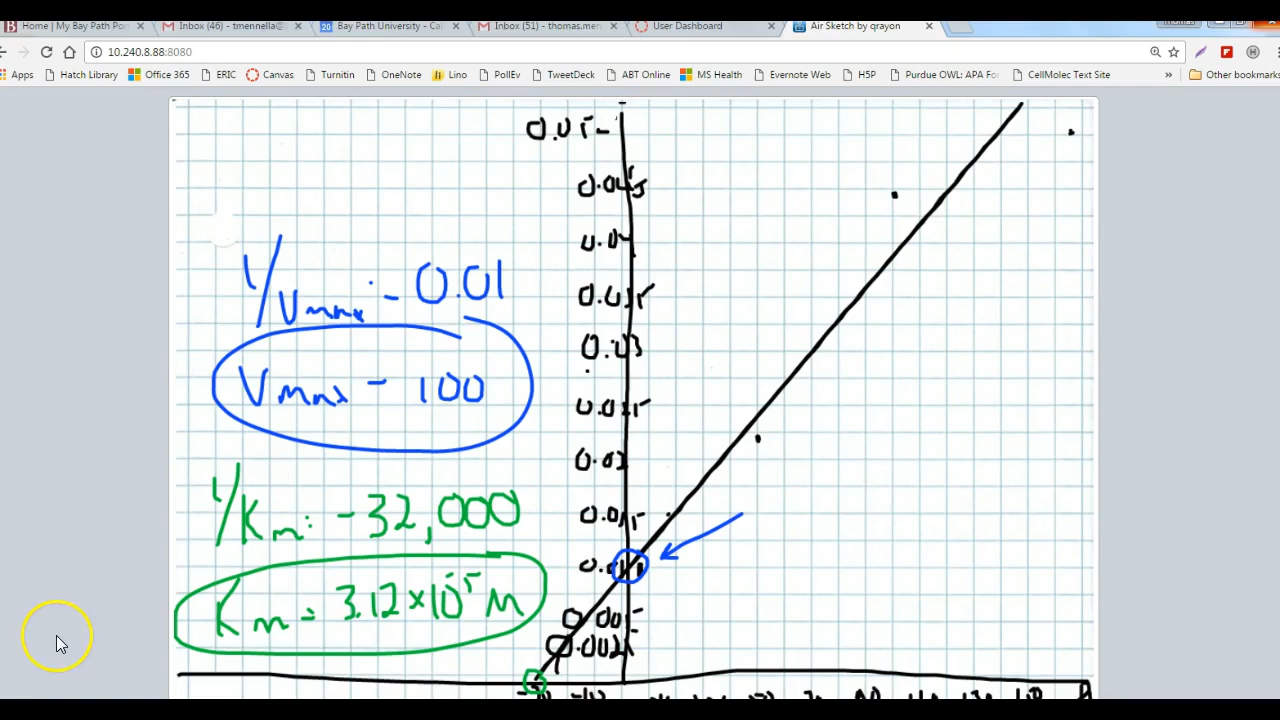 Home | My Bay Path Por
Inbox (46) - tmennella@
20 Bay Path University - Cal
Inbox (51) - thomas.men
User Dashboard
Air Sketch by qrayon
10.240.8.88:8080
Apps Hatch Library Office 365 ERIC Canvas Turnitin OneNote Lino PollEv TweetDeck ABT Online MS Health Evernote Web H5P Purdue OWL: APA For CellMolec Text Site » Other bookmarks
0.05
0.045
0.04
0.035
0.03
0.025
0.02
0.015
0.01
0.005
0.0025
1/Vmax: - 0.01
Vmax - 100
1/Km: -32,000
Km = 3.12×10⁻⁵ M